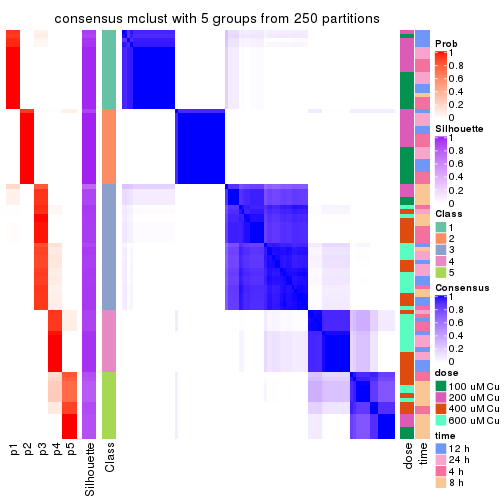 consensus mclust with 5 groups from 250 partitions
p1
p2
p3
p4
p5
Silhouette
Class
dose
time
Prob
1
0.8
0.6
0.4
0.2
0
Silhouette
1
0.8
0.6
0.4
0.2
0
Class
1
2
3
4
5
Consensus
1
0.8
0.6
0.4
0.2
0
dose
100 uM Cu
200 uM Cu
400 uM Cu
600 uM Cu
time
12 h
24 h
4 h
8 h